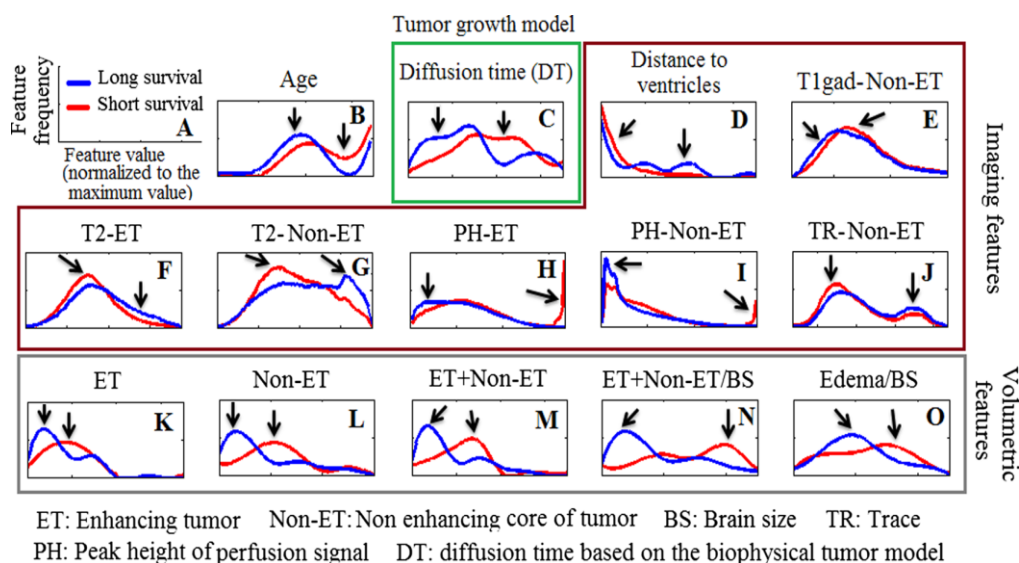 Tumor growth model
Long survival
Short survival
Feature frequency
A
Feature value
(normalized to the
maximum value)
Age
B
Diffusion time (DT)
C
Distance to
ventricles
D
T1gad-Non-ET
E
Imaging features
T2-ET
F
T2-Non-ET
G
PH-ET
H
PH-Non-ET
I
TR-Non-ET
J
ET
K
Non-ET
L
ET+Non-ET
M
ET+Non-ET/BS
N
Edema/BS
O
Volumetric features
ET: Enhancing tumor Non-ET: Non enhancing core of tumor BS: Brain size TR: Trace
PH: Peak height of perfusion signal DT: diffusion time based on the biophysical tumor model